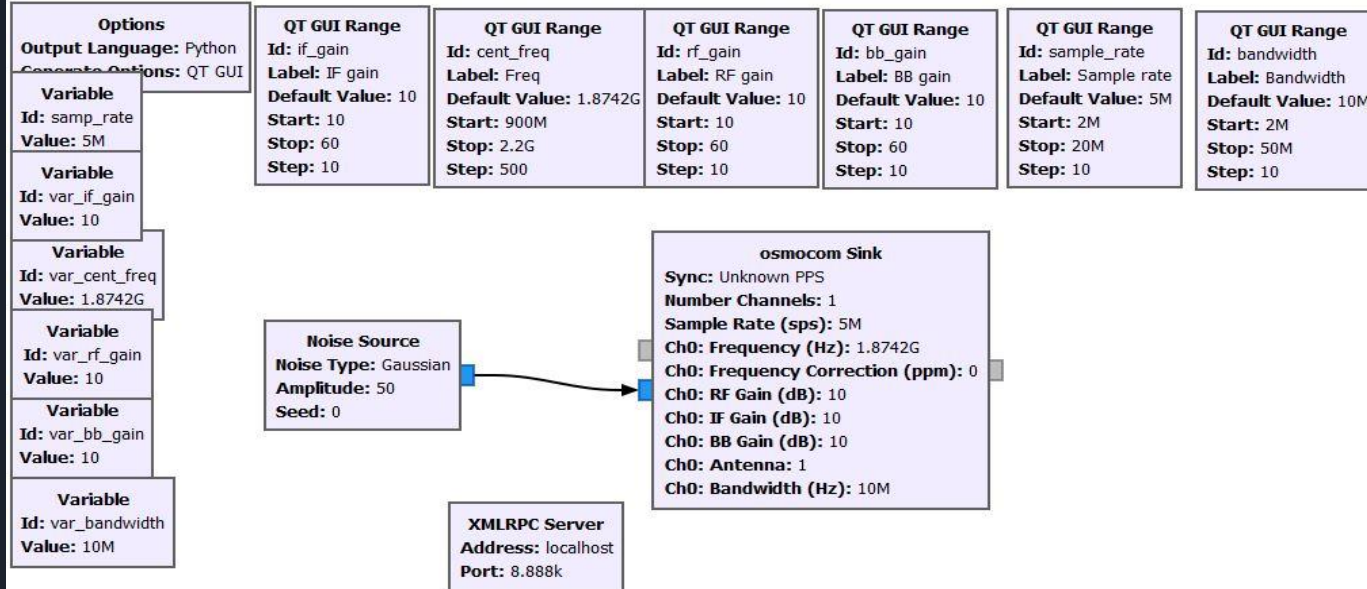 Options
Output Language: Python
Generate Options: QT GUI
Variable
Id: samp_rate
Value: 5M
Variable
Id: var_if_gain
Value: 10
Variable
Id: var_cent_freq
Value: 1.8742G
Variable
Id: var_rf_gain
Value: 10
Variable
Id: var_bb_gain
Value: 10
Variable
Id: var_bandwidth
Value: 10M
QT GUI Range
Id: if_gain
Label: IF gain
Default Value: 10
Start: 10
Stop: 60
Step: 10
QT GUI Range
Id: cent_freq
Label: Freq
Default Value: 1.8742G
Start: 900M
Stop: 2.2G
Step: 500
QT GUI Range
Id: rf_gain
Label: RF gain
Default Value: 10
Start: 10
Stop: 60
Step: 10
QT GUI Range
Id: bb_gain
Label: BB gain
Default Value: 10
Start: 10
Stop: 60
Step: 10
QT GUI Range
Id: sample_rate
Label: Sample rate
Default Value: 5M
Start: 2M
Stop: 20M
Step: 10
QT GUI Range
Id: bandwidth
Label: Bandwidth
Default Value: 10M
Start: 2M
Stop: 50M
Step: 10
Noise Source
Noise Type: Gaussian
Amplitude: 50
Seed: 0
osmocom Sink
Sync: Unknown PPS
Number Channels: 1
Sample Rate (sps): 5M
Ch0: Frequency (Hz): 1.8742G
Ch0: Frequency Correction (ppm): 0
Ch0: RF Gain (dB): 10
Ch0: IF Gain (dB): 10
Ch0: BB Gain (dB): 10
Ch0: Antenna: 1
Ch0: Bandwidth (Hz): 10M
XMLRPC Server
Address: localhost
Port: 8.888k